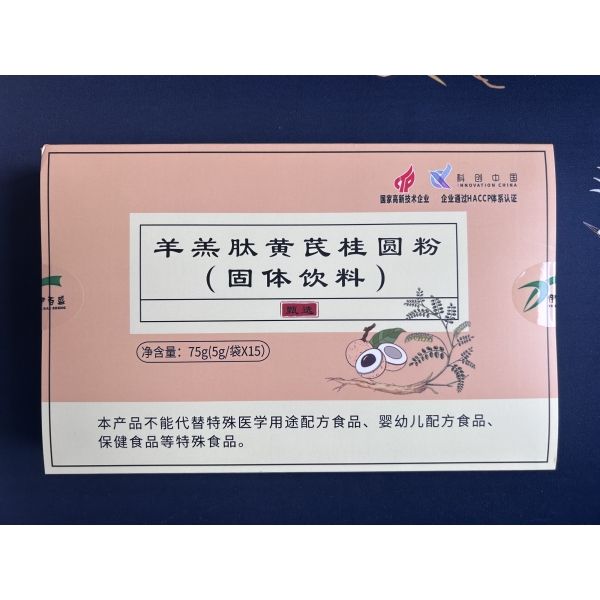 科创中国
INNOVATION CHINA
国家高新技术企业 企业通过HACCP体系认证
羊羔肽黄芪桂圆粉
(固体饮料)
甄选
净含量：75g(5g/袋X15)
本产品不能代替特殊医学用途配方食品、婴幼儿配方食品、
保健食品等特殊食品。